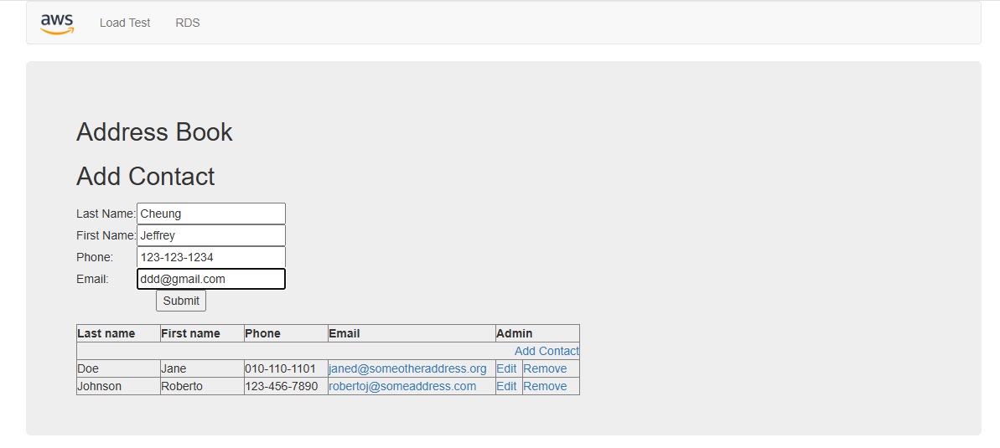 aws Load Test RDS
Address Book
Add Contact
Last Name: Cheung
First Name: Jeffrey
Phone: 123-123-1234
Email: ddd@gmail.com
Submit
Last name First name Phone Email Admin
Add Contact
Doe Jane 010-110-1101 janed@someotheraddress.org Edit Remove
Johnson Roberto 123-456-7890 robertoj@someaddress.com Edit Remove